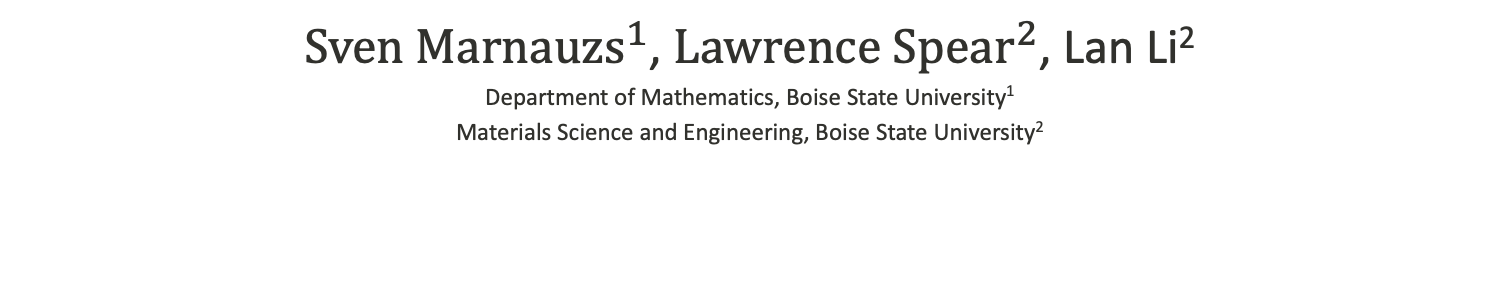 Sven Marnauzs¹, Lawrence Spear², Lan Li²
Department of Mathematics, Boise State University¹
Materials Science and Engineering, Boise State University²